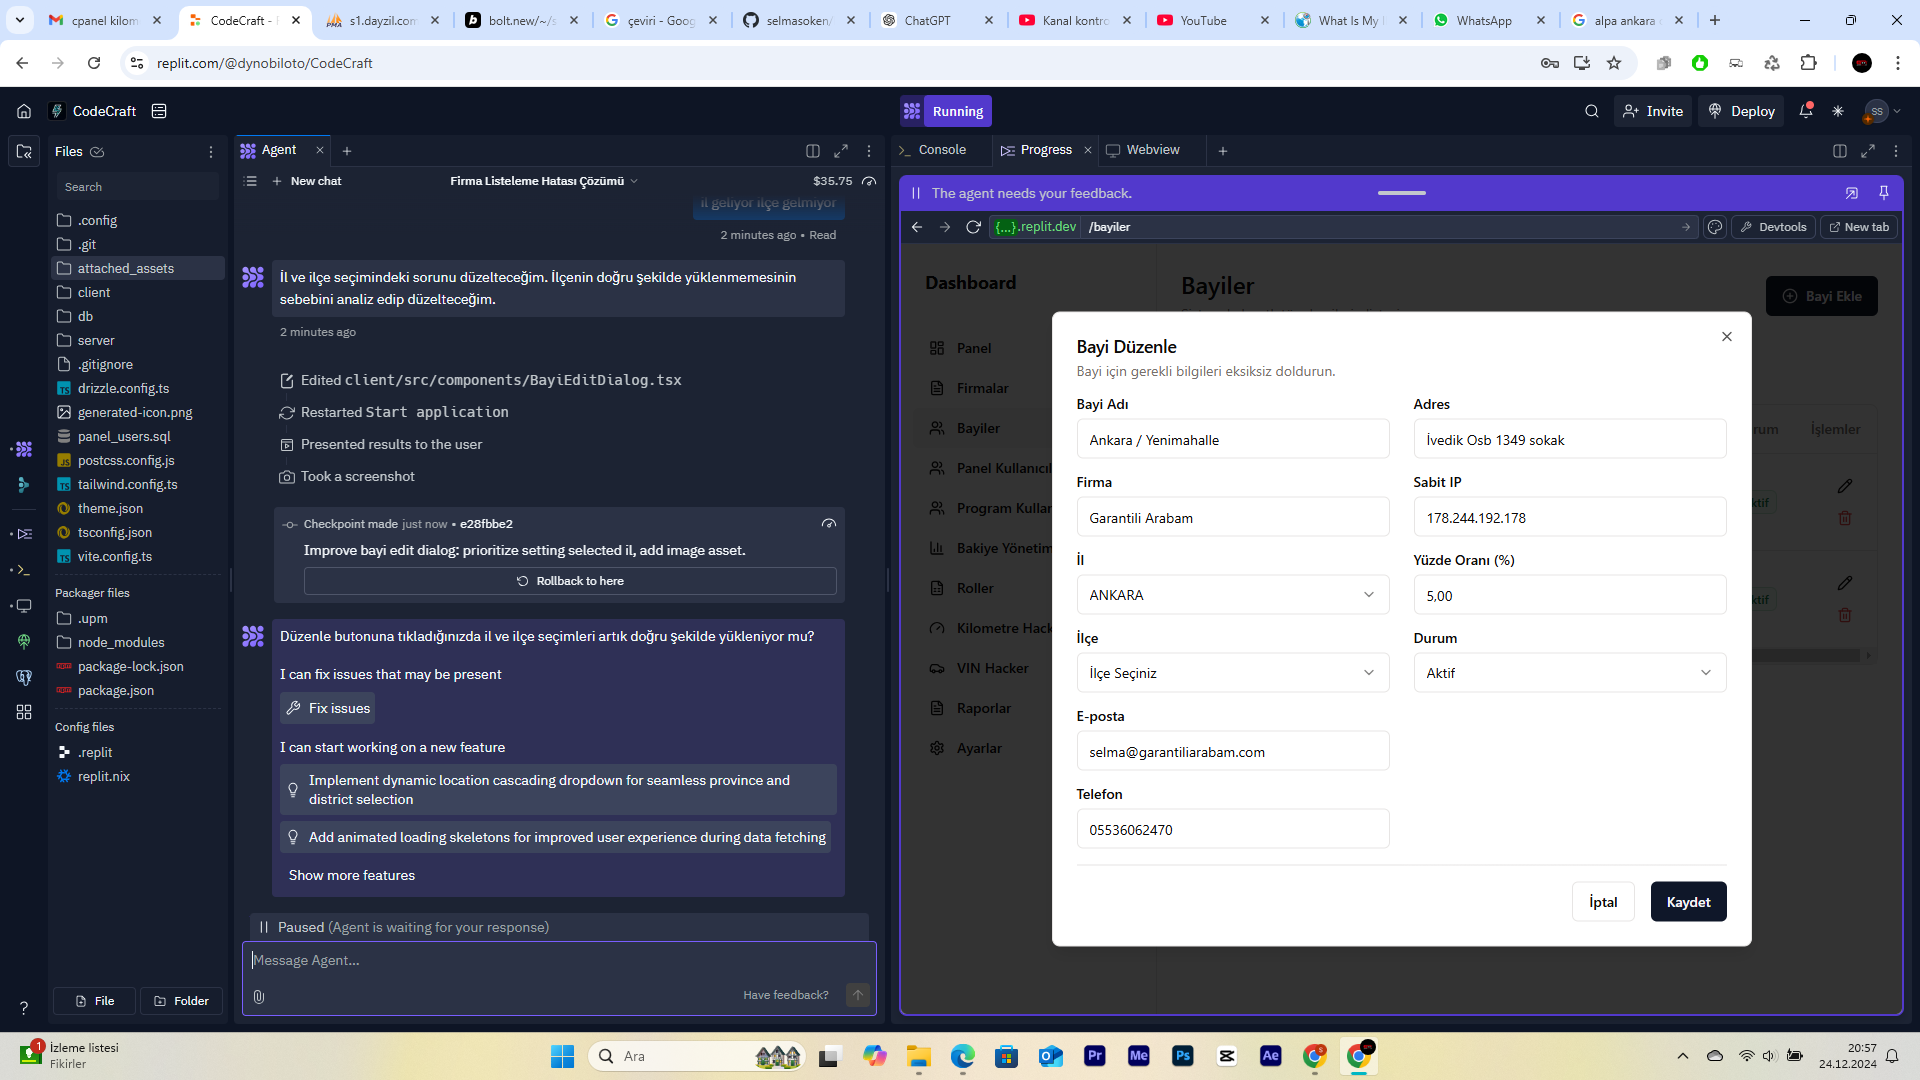 cpanel kilom
CodeCraft - 
s1.dayzil.com
bolt.new/~/s
çeviri - Goog
selmasoken/
ChatGPT
Kanal kontro
YouTube
What Is My
WhatsApp
alpa ankara
replit.com/@dynobiloto/CodeCraft
CodeCraft
Running
Invite
Deploy
SS
Files
Search
.config
.git
attached_assets
client
db
server
.gitignore
drizzle.config.ts
generated-icon.png
panel_users.sql
postcss.config.js
tailwind.config.ts
theme.json
tsconfig.json
vite.config.ts
Packager files
.upm
node_modules
package-lock.json
package.json
Config files
.replit
replit.nix
File
Folder
Agent
New chat
Firma Listeleme Hatası Çözümü
$35.75
il geliyor ilçe gelmiyor
2 minutes ago • Read
İl ve ilçe seçimindeki sorunu düzelteceğim. İlçenin doğru şekilde yüklenmemesinin
sebebini analiz edip düzelteceğim.
2 minutes ago
Edited client/src/components/BayiEditDialog.tsx
Restarted Start application
Presented results to the user
Took a screenshot
Checkpoint made just now • e28fbbe2
Improve bayi edit dialog: prioritize setting selected il, add image asset.
Rollback to here
Düzenle butonuna tıkladığınızda il ve ilçe seçimleri artık doğru şekilde yükleniyor mu?
I can fix issues that may be present
Fix issues
I can start working on a new feature
Implement dynamic location cascading dropdown for seamless province and
district selection
Add animated loading skeletons for improved user experience during data fetching
Show more features
Paused (Agent is waiting for your response)
Message Agent...
Have feedback?
Console
Progress
Webview
The agent needs your feedback.
{...}.replit.dev
/bayiler
Devtools
New tab
Dashboard
Panel
Firmalar
Bayiler
Panel Kullanıcıl
Program Kullar
Bakiye Yönetim
Roller
Kilometre Hack
VIN Hacker
Raporlar
Ayarlar
Bayiler
Bayi Ekle
rum
İşlemler
ktif
ktif
Bayi Düzenle
Bayi için gerekli bilgileri eksiksiz doldurun.
Bayi Adı
Ankara / Yenimahalle
Adres
İvedik Osb 1349 sokak
Firma
Garantili Arabam
Sabit IP
178.244.192.178
İl
ANKARA
Yüzde Oranı (%)
5,00
İlçe
İlçe Seçiniz
Durum
Aktif
E-posta
selma@garantiliarabam.com
Telefon
05536062470
İptal
Kaydet
1
İzleme listesi
Fikirler
Ara
Pr
Me
Ps
Ae
20:57
24.12.2024